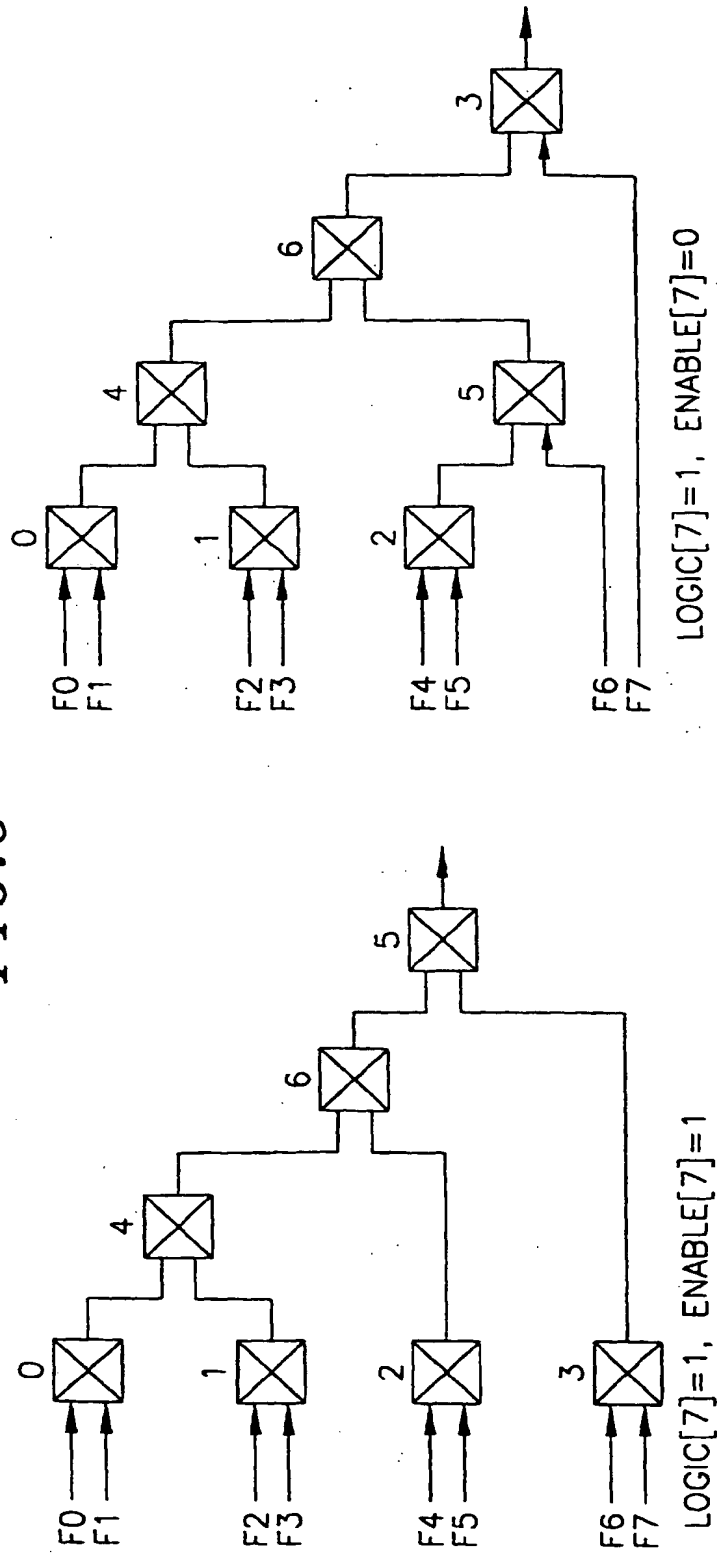 F0
F1
F2
F3
F4
F5
F6
F7
0
1
2
3
4
6
5
LOGIC[7]=1, ENABLE[7]=1
F0
F1
F2
F3
F4
F5
F6
F7
0
1
2
4
5
6
3
LOGIC[7]=1, ENABLE[7]=0